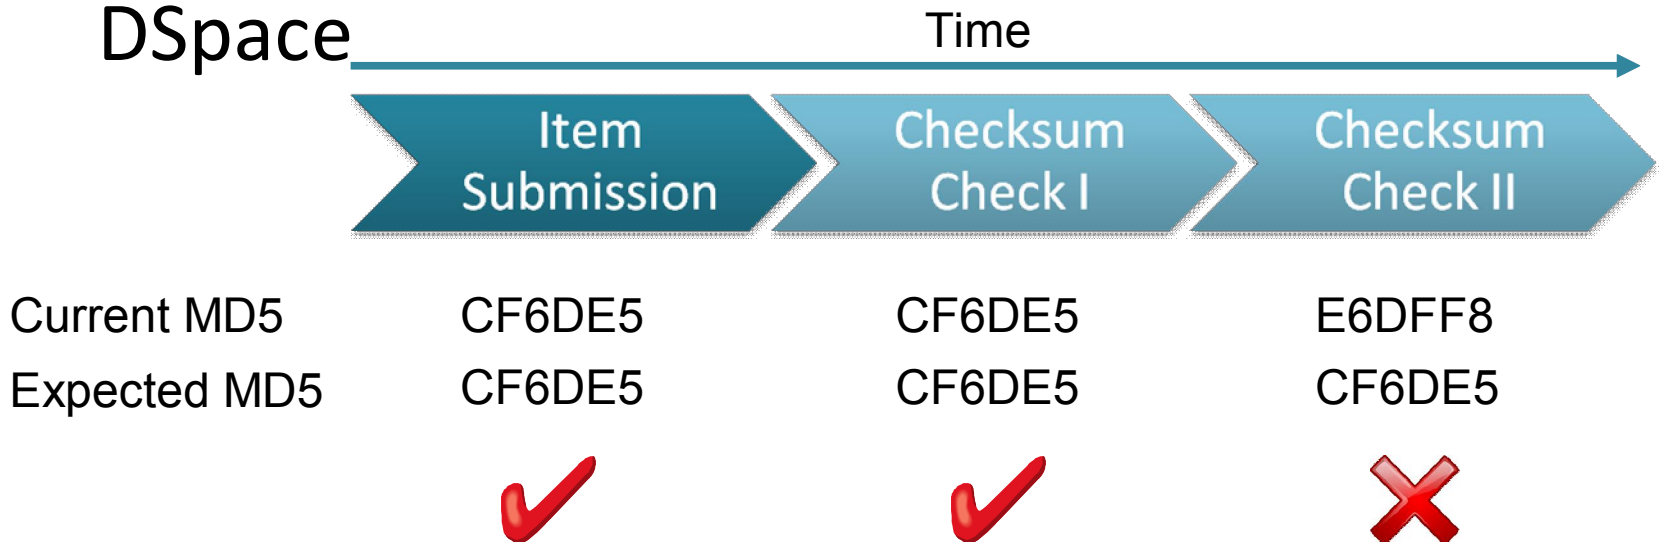 DSpace
Time
Item
Submission
Checksum
Check I
Checksum
Check II
Current MD5 CF6DE5 CF6DE5 E6DFF8
Expected MD5 CF6DE5 CF6DE5 CF6DE5